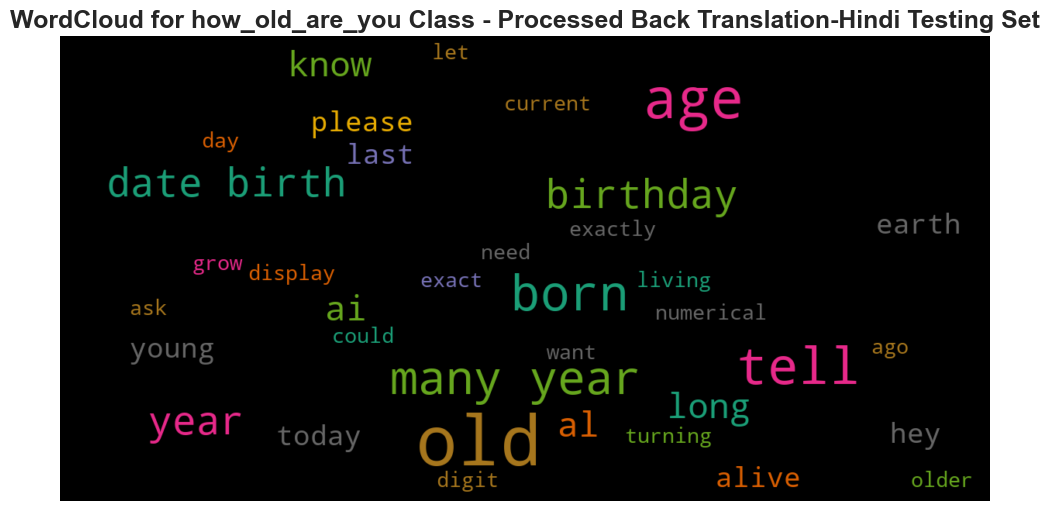 WordCloud for how_old_are_you Class - Processed Back Translation-Hindi Testing Set
let
know
age
current
please
day
last
date birth
birthday
earth
exactly
need
grow
display
exact
living
ask
ai
born
numerical
could
young
want
ago
tell
many year
long
year
today
old
al
turning
hey
digit
alive
older